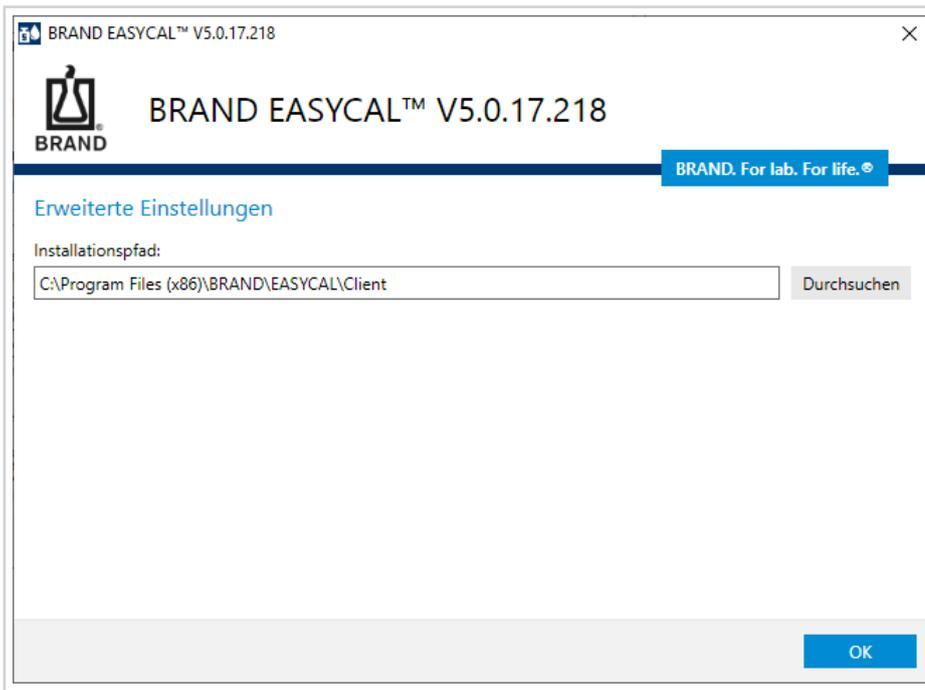 BRAND EASYCAL™ V5.0.17.218
BRAND®
BRAND EASYCAL™ V5.0.17.218
BRAND. For lab. For life.®
Erweiterte Einstellungen
Installationspfad:
C:\Program Files (x86)\BRAND\EASYCAL\Client
Durchsuchen
OK